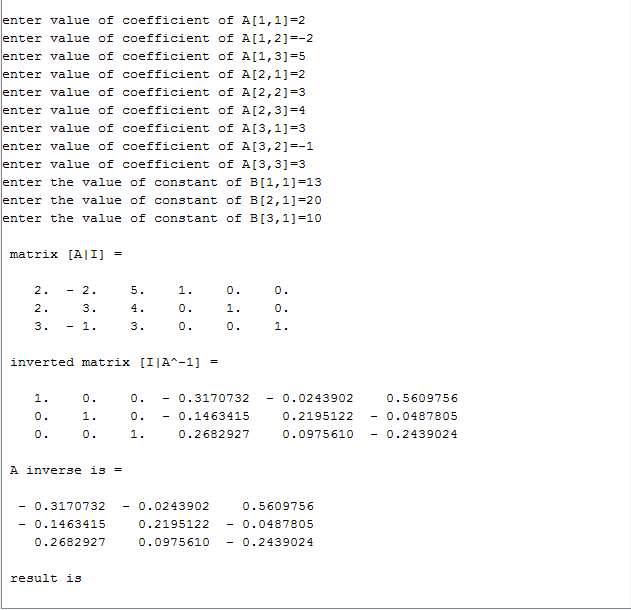 enter value of coefficient of A[1,1]=2
enter value of coefficient of A[1,2]=-2
enter value of coefficient of A[1,3]=5
enter value of coefficient of A[2,1]=2
enter value of coefficient of A[2,2]=3
enter value of coefficient of A[2,3]=4
enter value of coefficient of A[3,1]=3
enter value of coefficient of A[3,2]=-1
enter value of coefficient of A[3,3]=3
enter the value of constant of B[1,1]=13
enter the value of constant of B[2,1]=20
enter the value of constant of B[3,1]=10
matrix [A|I] =
2. - 2. 5. 1. 0. 0.
2. 3. 4. 0. 1. 0.
3. - 1. 3. 0. 0. 1.
inverted matrix [I|A^-1] =
1. 0. 0. - 0.3170732 - 0.0243902 0.5609756
0. 1. 0. - 0.1463415 0.2195122 - 0.0487805
0. 0. 1. 0.2682927 0.0975610 - 0.2439024
A inverse is =
- 0.3170732 - 0.0243902 0.5609756
- 0.1463415 0.2195122 - 0.0487805
0.2682927 0.0975610 - 0.2439024
result is